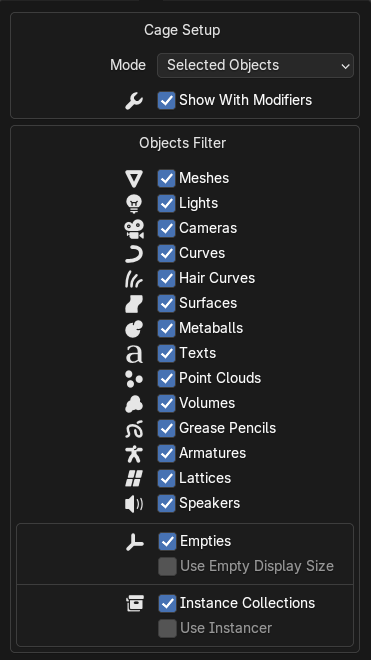 Cage Setup
Mode Selected Objects
Show With Modifiers
Objects Filter
Meshes
Lights
Cameras
Curves
Hair Curves
Surfaces
Metaballs
Texts
Point Clouds
Volumes
Grease Pencils
Armatures
Lattices
Speakers
Empties
Use Empty Display Size
Instance Collections
Use Instancer